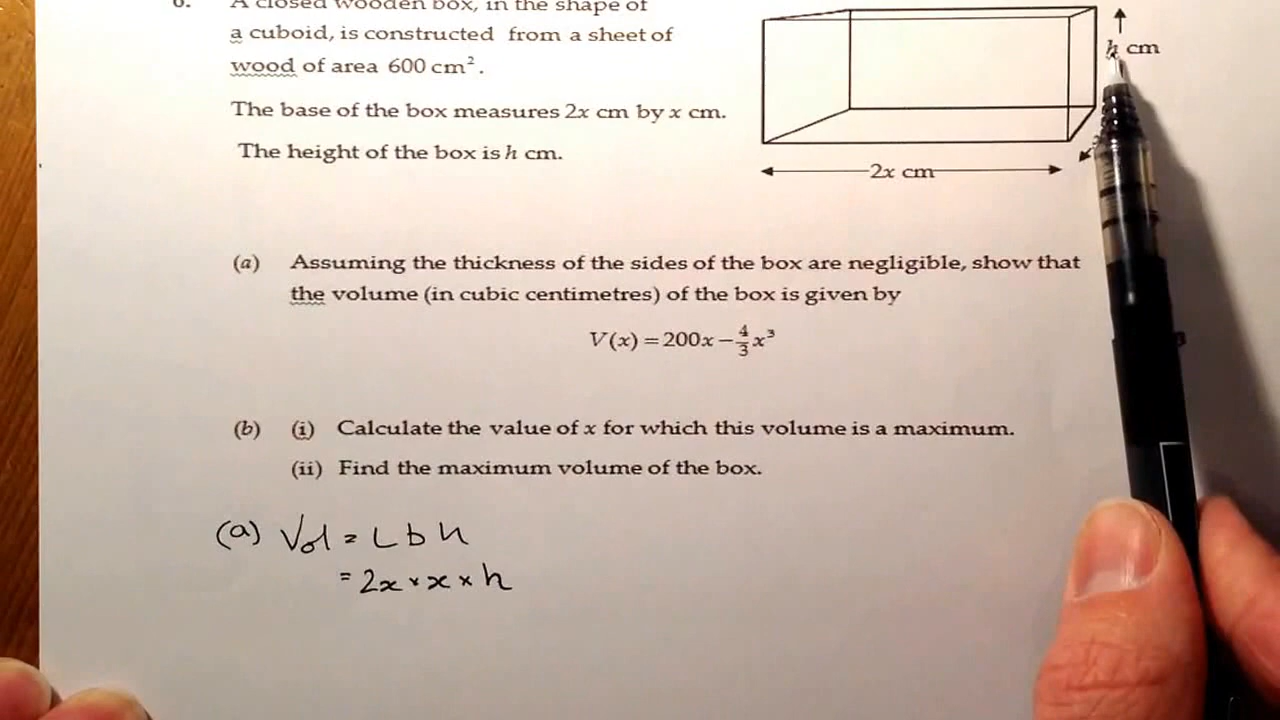 6. A closed wooden box, in the shape of
a cuboid, is constructed from a sheet of
wood of area 600 cm².
The base of the box measures 2x cm by x cm.
The height of the box is h cm.
h cm
2x cm
(a) Assuming the thickness of the sides of the box are negligible, show that
the volume (in cubic centimetres) of the box is given by
V(x) = 200x − 4/3 x³
(b) (i) Calculate the value of x for which this volume is a maximum.
(ii) Find the maximum volume of the box.
(a) Vol = L b h
= 2x × x × h